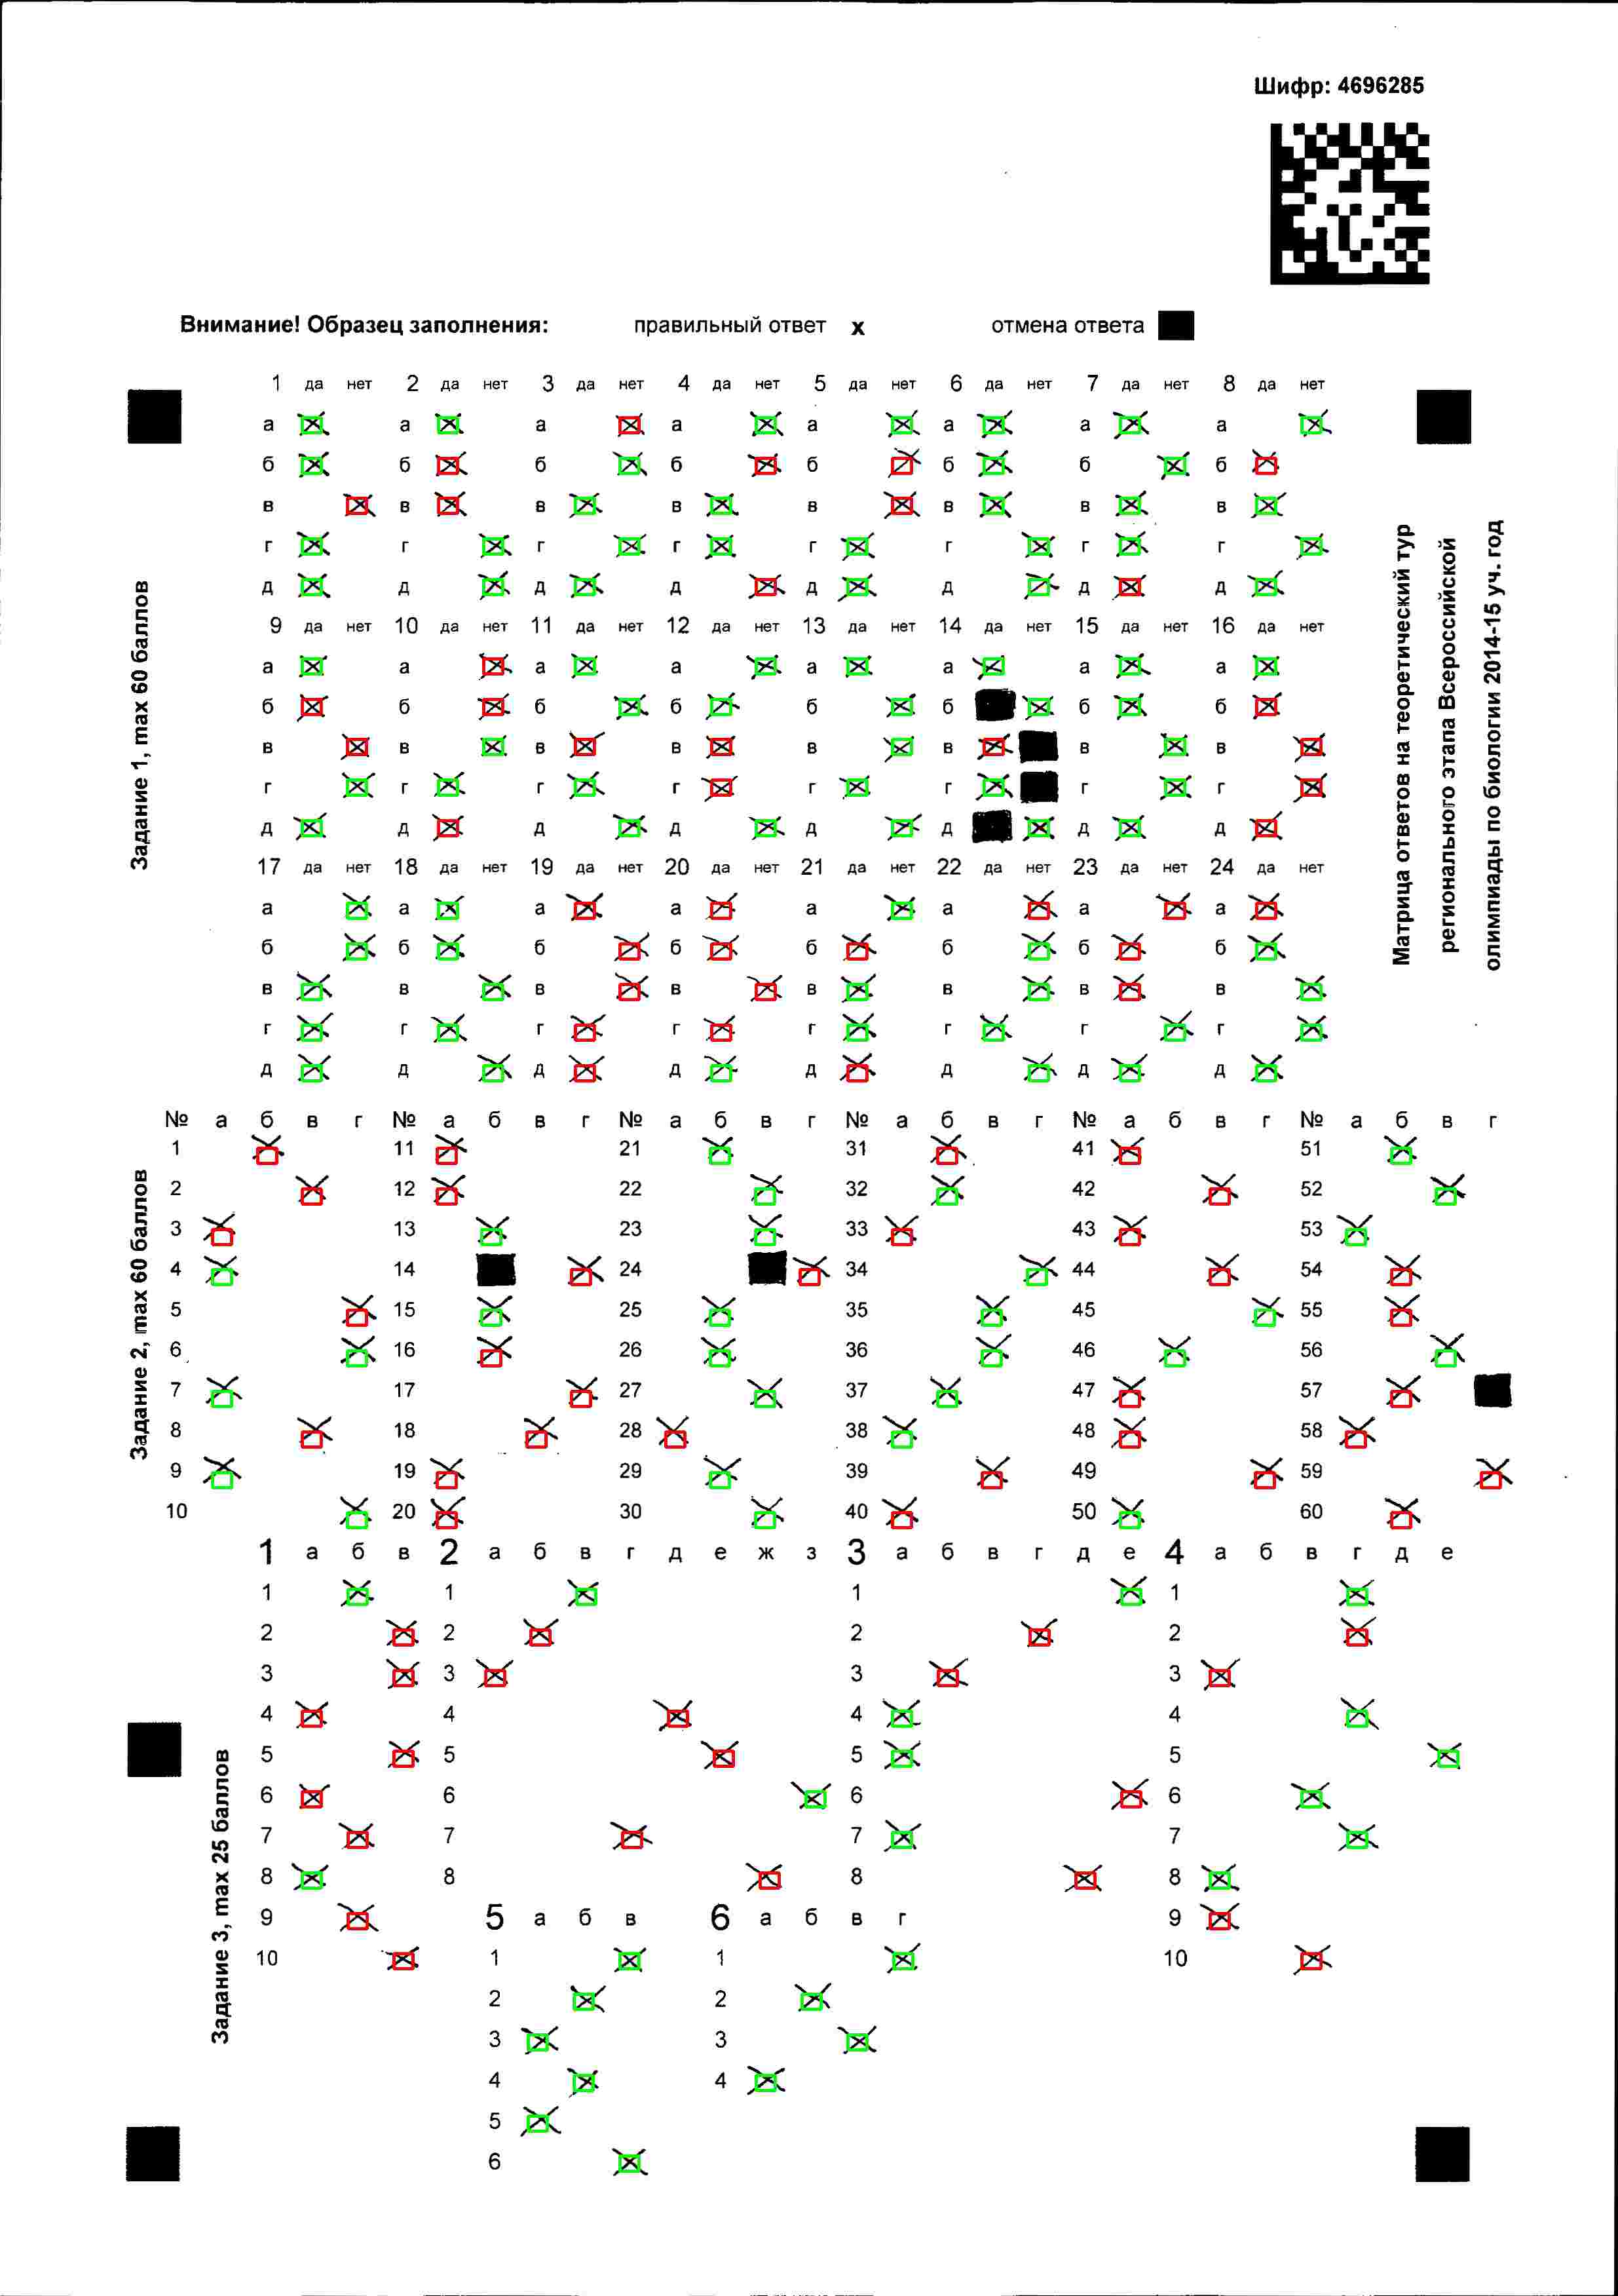 Шифр: 4696285
Внимание! Образец заполнения: правильный ответ x отмена ответа
1 да нет 2 да нет 3 да нет 4 да нет 5 да нет 6 да нет 7 да нет 8 да нет
а а а а а а а а
б б б б б б б б
в в в в в в в в
г г г г г г г г
д д д д д д д д
9 да нет 10 да нет 11 да нет 12 да нет 13 да нет 14 да нет 15 да нет 16 да нет
а а а а а а а а
б б б б б б б б
в в в в в в в в
г г г г г г г г
д д д д д д д д
17 да нет 18 да нет 19 да нет 20 да нет 21 да нет 22 да нет 23 да нет 24 да нет
а а а а а а а а
б б б б б б б б
в в в в в в в в
г г г г г г г г
д д д д д д д д
Задание 1, max 60 баллов
Матрица ответов на теоретический тур
регионального этапа Всероссийской
олимпиады по биологии 2014-15 уч. год
№ а б в г № а б в г № а б в г № а б в г № а б в г № а б в г
1 11 21 31 41 51
2 12 22 32 42 52
3 13 23 33 43 53
4 14 24 34 44 54
5 15 25 35 45 55
6 16 26 36 46 56
7 17 27 37 47 57
8 18 28 38 48 58
9 19 29 39 49 59
10 20 30 40 50 60
Задание 2, max 60 баллов
1 а б в 2 а б в г д е ж з 3 а б в г д е 4 а б в г д е
1 1 1 1
2 2 2 2
3 3 3 3
4 4 4 4
5 5 5 5
6 6 6 6
7 7 7 7
8 8 8 8
9 5 а б в 6 а б в г 9
10 1 1 10
2 2
3 3
4 4
5
6
Задание 3, max 25 баллов